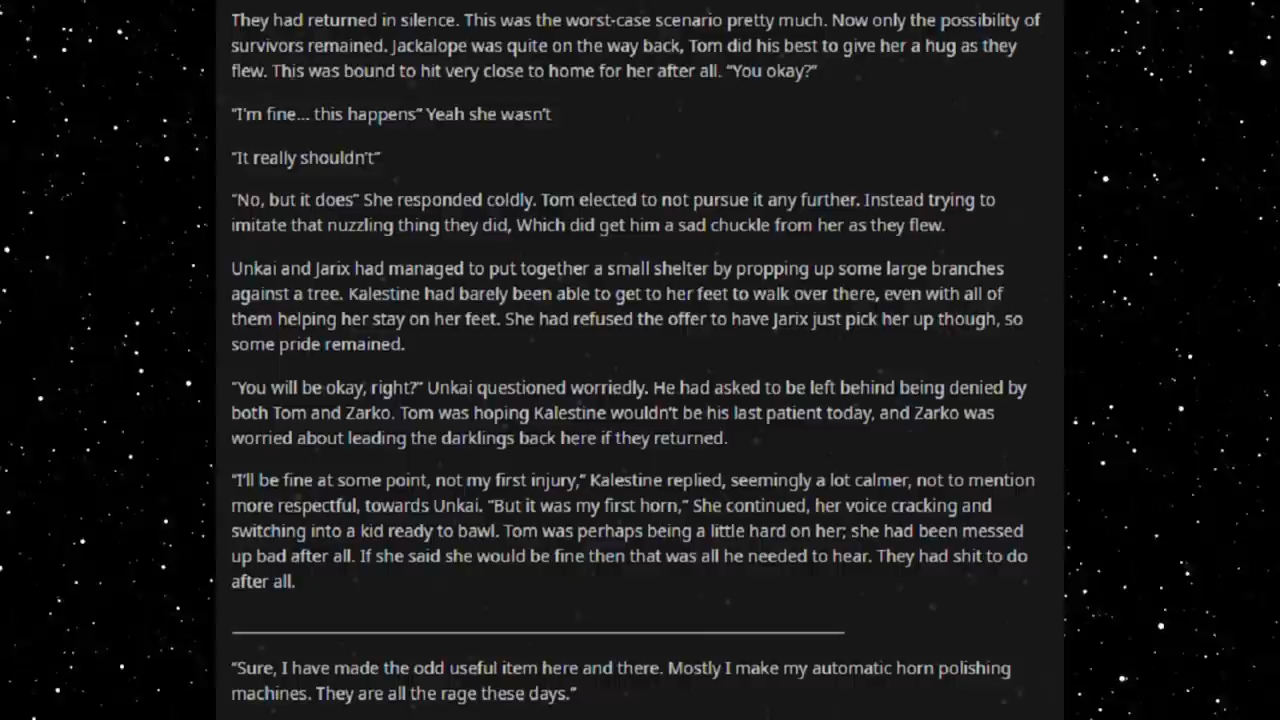 They had returned in silence. This was the worst-case scenario pretty much. Now only the possibility of
survivors remained. Jackalope was quite on the way back, Tom did his best to give her a hug as they
flew. This was bound to hit very close to home for her after all. “You okay?”
“I’m fine... this happens” Yeah she wasn’t
“It really shouldn’t”
“No, but it does” She responded coldly. Tom elected to not pursue it any further. Instead trying to
imitate that nuzzling thing they did, Which did get him a sad chuckle from her as they flew.
Unkai and Jarix had managed to put together a small shelter by propping up some large branches
against a tree. Kalestine had barely been able to get to her feet to walk over there, even with all of
them helping her stay on her feet. She had refused the offer to have Jarix just pick her up though, so
some pride remained.
“You will be okay, right?” Unkai questioned worriedly. He had asked to be left behind being denied by
both Tom and Zarko. Tom was hoping Kalestine wouldn’t be his last patient today, and Zarko was
worried about leading the darklings back here if they returned.
“I’ll be fine at some point, not my first injury,” Kalestine replied, seemingly a lot calmer, not to mention
more respectful, towards Unkai. “But it was my first horn,” She continued, her voice cracking and
switching into a kid ready to bawl. Tom was perhaps being a little hard on her; she had been messed
up bad after all. If she said she would be fine then that was all he needed to hear. They had shit to do
after all.
“Sure, I have made the odd useful item here and there. Mostly I make my automatic horn polishing
machines. They are all the rage these days.”